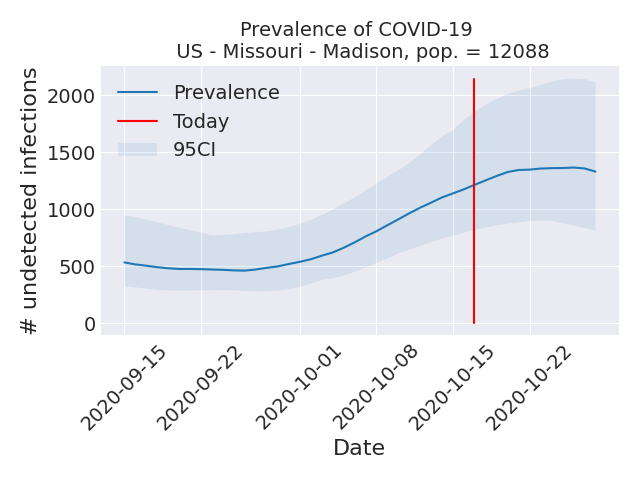 Prevalence of COVID-19
US - Missouri - Madison, pop. = 12088
# undetected infections
2000
1500
1000
500
0
Prevalence
Today
95CI
2020-09-15
2020-09-22
2020-10-01
2020-10-08
2020-10-15
2020-10-22
Date